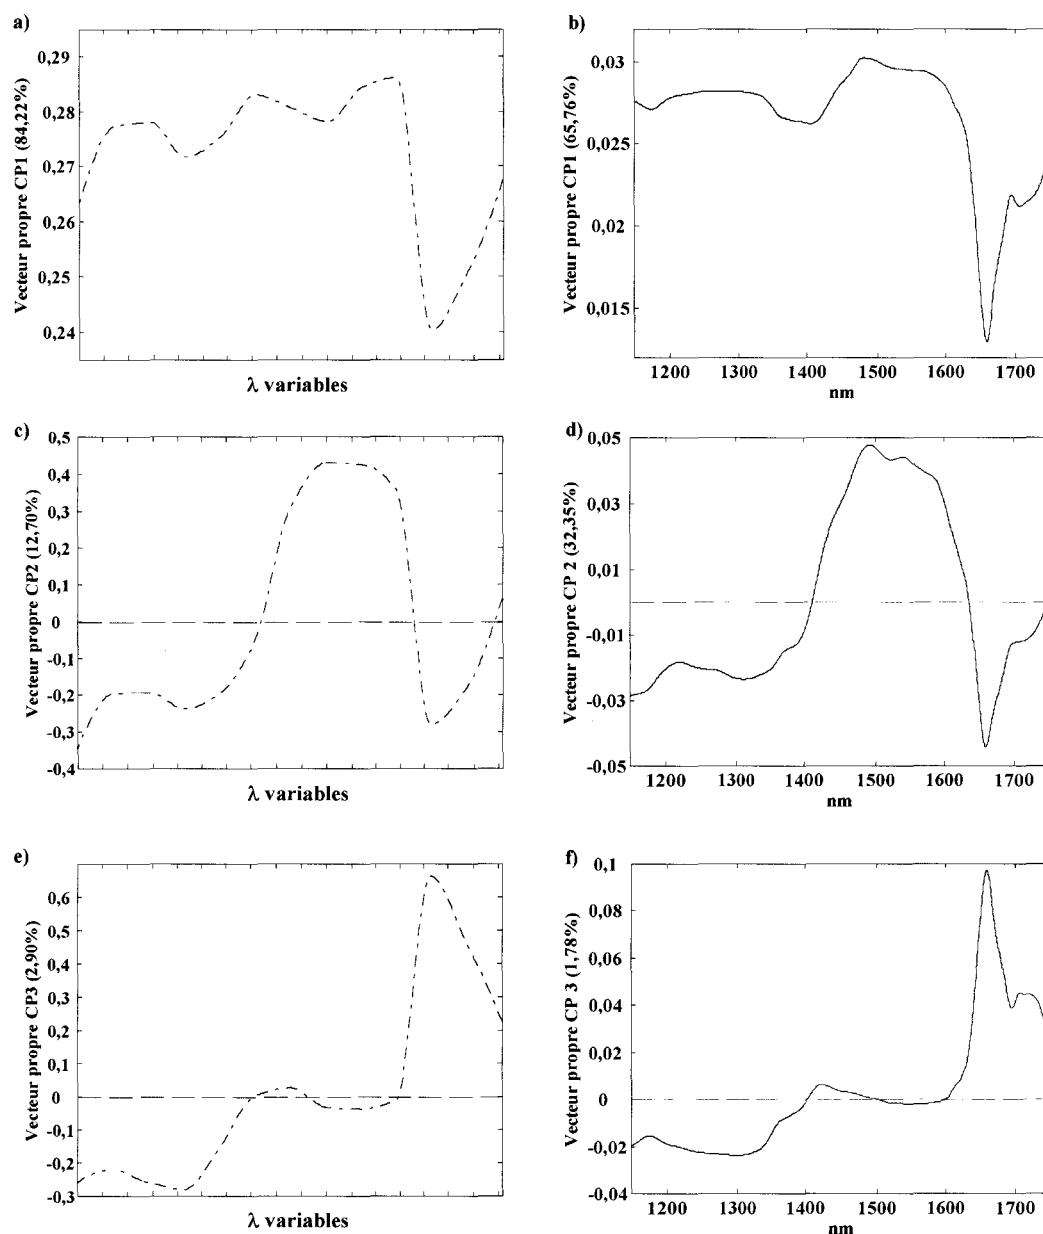 a)
Vecteur propre CP1 (84,22%)
0,29
0,28
0,27
0,26
0,25
0,24
λ variables
b)
Vecteur propre CP1 (65,76%)
0,03
0,025
0,02
0,015
1200 1300 1400 1500 1600 1700
nm
c)
Vecteur propre CP2 (12,70%)
0,5
0,4
0,3
0,2
0,1
0
-0,1
-0,2
-0,3
-0,4
λ variables
d)
Vecteur propre CP 2 (32,35%)
0,05
0,03
0,01
-0,01
-0,03
-0,05
1200 1300 1400 1500 1600 1700
nm
e)
Vecteur propre CP3 (2,90%)
0,6
0,5
0,4
0,3
0,2
0,1
0
-0,1
-0,2
-0,3
λ variables
f)
Vecteur propre CP 3 (1,78%)
0,1
0,08
0,06
0,04
0,02
0
-0,02
-0,04
1200 1300 1400 1500 1600 1700
nm